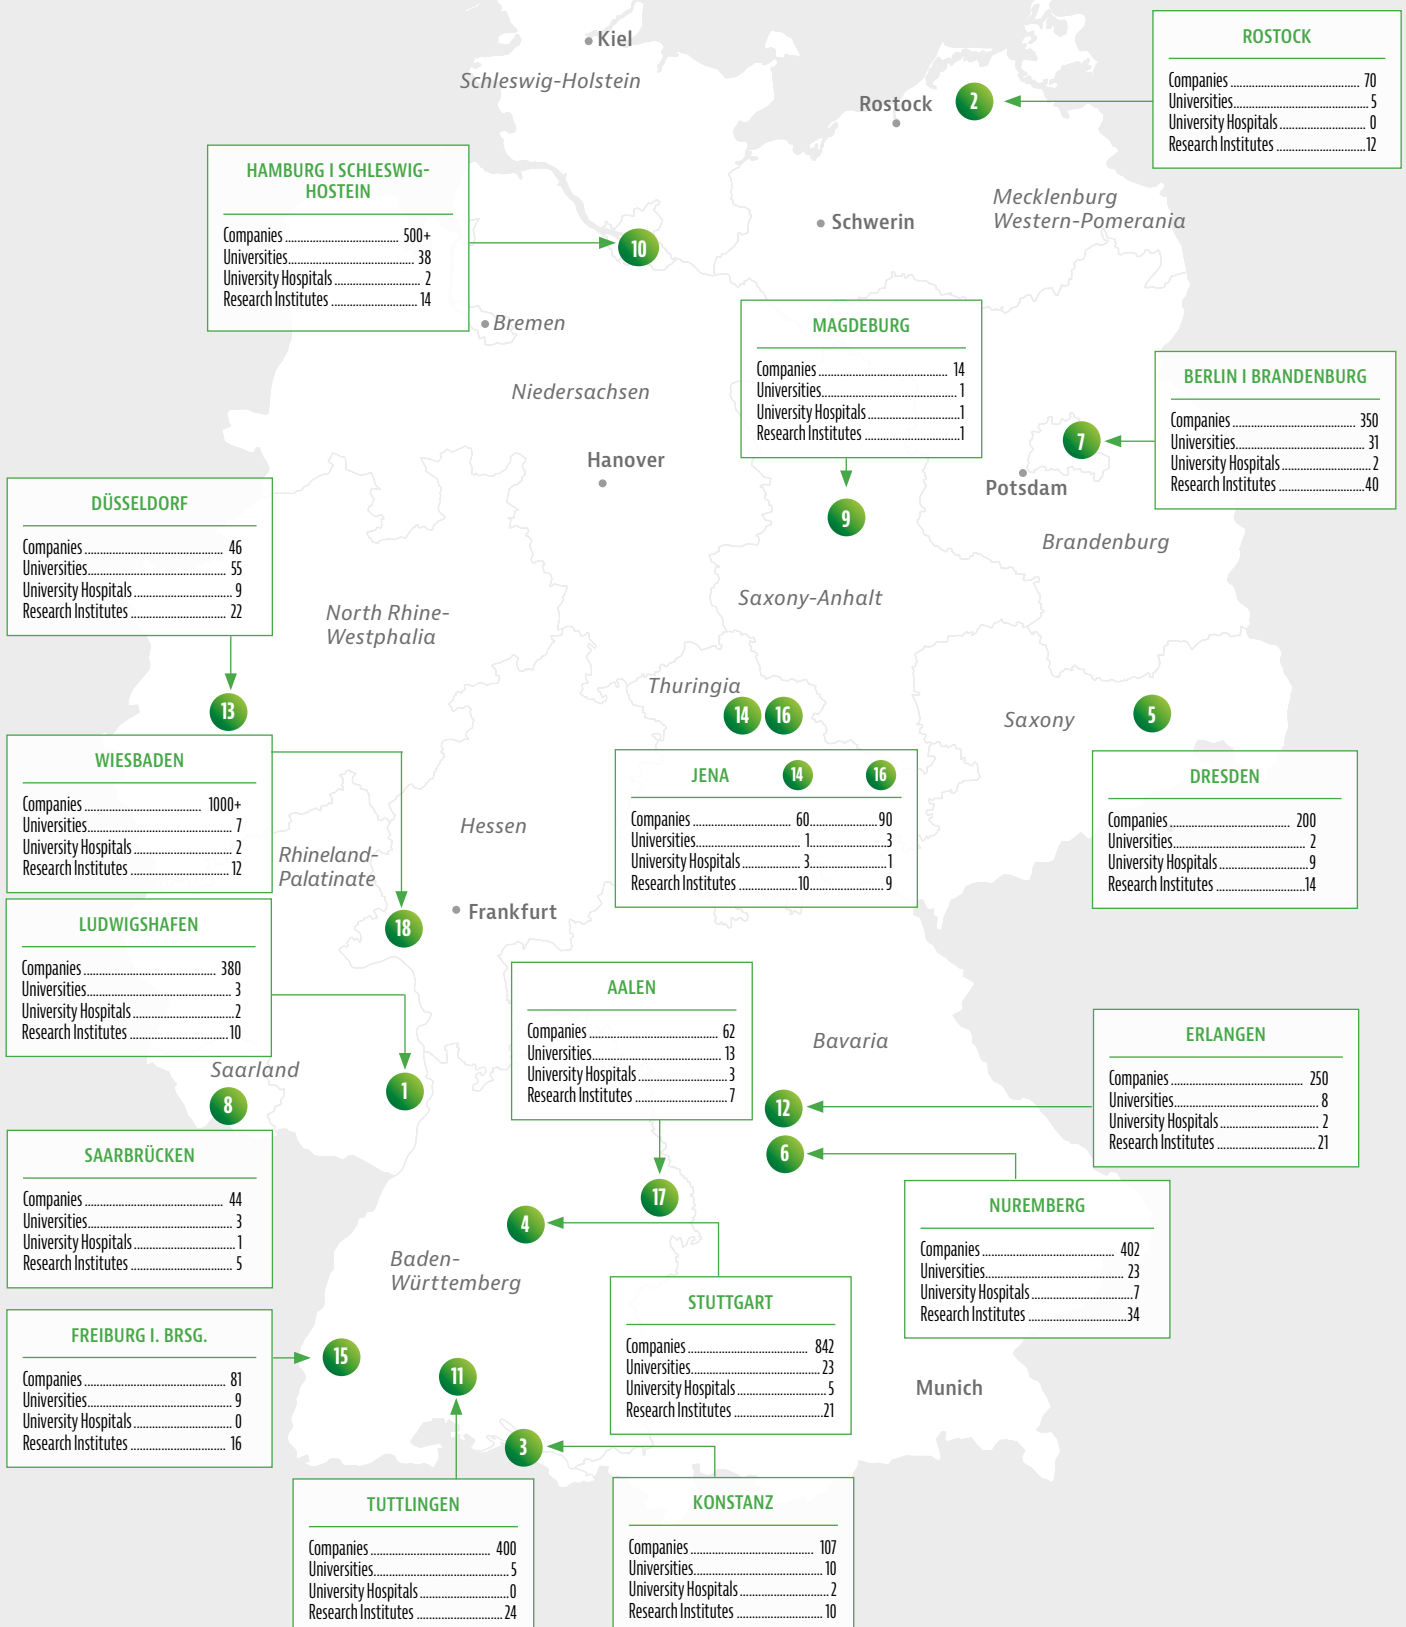 Kiel
Schleswig-Holstein
ROSTOCK
Companies 70
Universities 5
University Hospitals 0
Research Institutes 12
Rostock
2
HAMBURG I SCHLESWIG-
HOSTEIN
Companies 500+
Universities 38
University Hospitals 2
Research Institutes 14
10
Mecklenburg
Western-Pomerania
Schwerin
Bremen
Niedersachsen
Hanover
MAGDEBURG
Companies 14
Universities 1
University Hospitals 1
Research Institutes 1
9
BERLIN I BRANDENBURG
Companies 350
Universities 31
University Hospitals 2
Research Institutes 40
7
Potsdam
Brandenburg
DÜSSELDORF
Companies 46
Universities 55
University Hospitals 9
Research Institutes 22
13
North Rhine-
Westphalia
Saxony-Anhalt
Thuringia
14 16
Saxony
5
WIESBADEN
Companies 1000+
Universities 7
University Hospitals 2
Research Institutes 12
Rhineland-
Palatinate
Hessen
18
Frankfurt
JENA 14 16
Companies 60 90
Universities 1 3
University Hospitals 3 1
Research Institutes 10 9
DRESDEN
Companies 200
Universities 2
University Hospitals 9
Research Institutes 14
LUDWIGSHAFEN
Companies 380
Universities 3
University Hospitals 2
Research Institutes 10
1
Saarland
8
AALEN
Companies 62
Universities 13
University Hospitals 3
Research Institutes 7
17
Bavaria
12
6
ERLANGEN
Companies 250
Universities 8
University Hospitals 2
Research Institutes 21
SAARBRÜCKEN
Companies 44
Universities 3
University Hospitals 1
Research Institutes 5
4
Baden-
Württemberg
NUREMBERG
Companies 402
Universities 23
University Hospitals 7
Research Institutes 34
STUTTGART
Companies 842
Universities 23
University Hospitals 5
Research Institutes 21
FREIBURG I. BRSG.
Companies 81
Universities 9
University Hospitals 0
Research Institutes 16
15
11
3
Munich
TUTTLINGEN
Companies 400
Universities 5
University Hospitals 0
Research Institutes 24
KONSTANZ
Companies 107
Universities 10
University Hospitals 2
Research Institutes 10